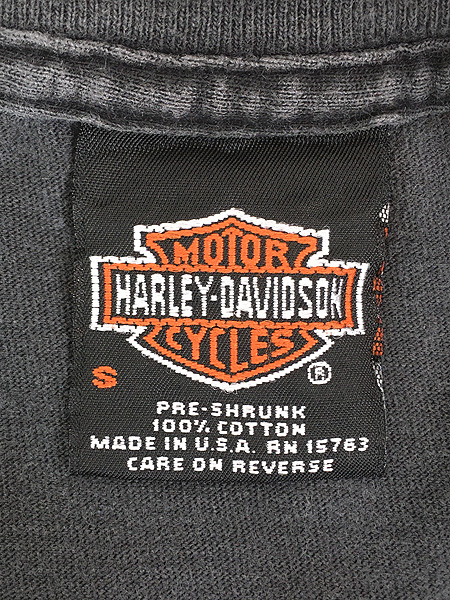 MOTOR
HARLEY-DAVIDSON
CYCLES
S
®
PRE-SHRUNK
100% COTTON
MADE IN U.S.A. RN 15763
CARE ON REVERSE